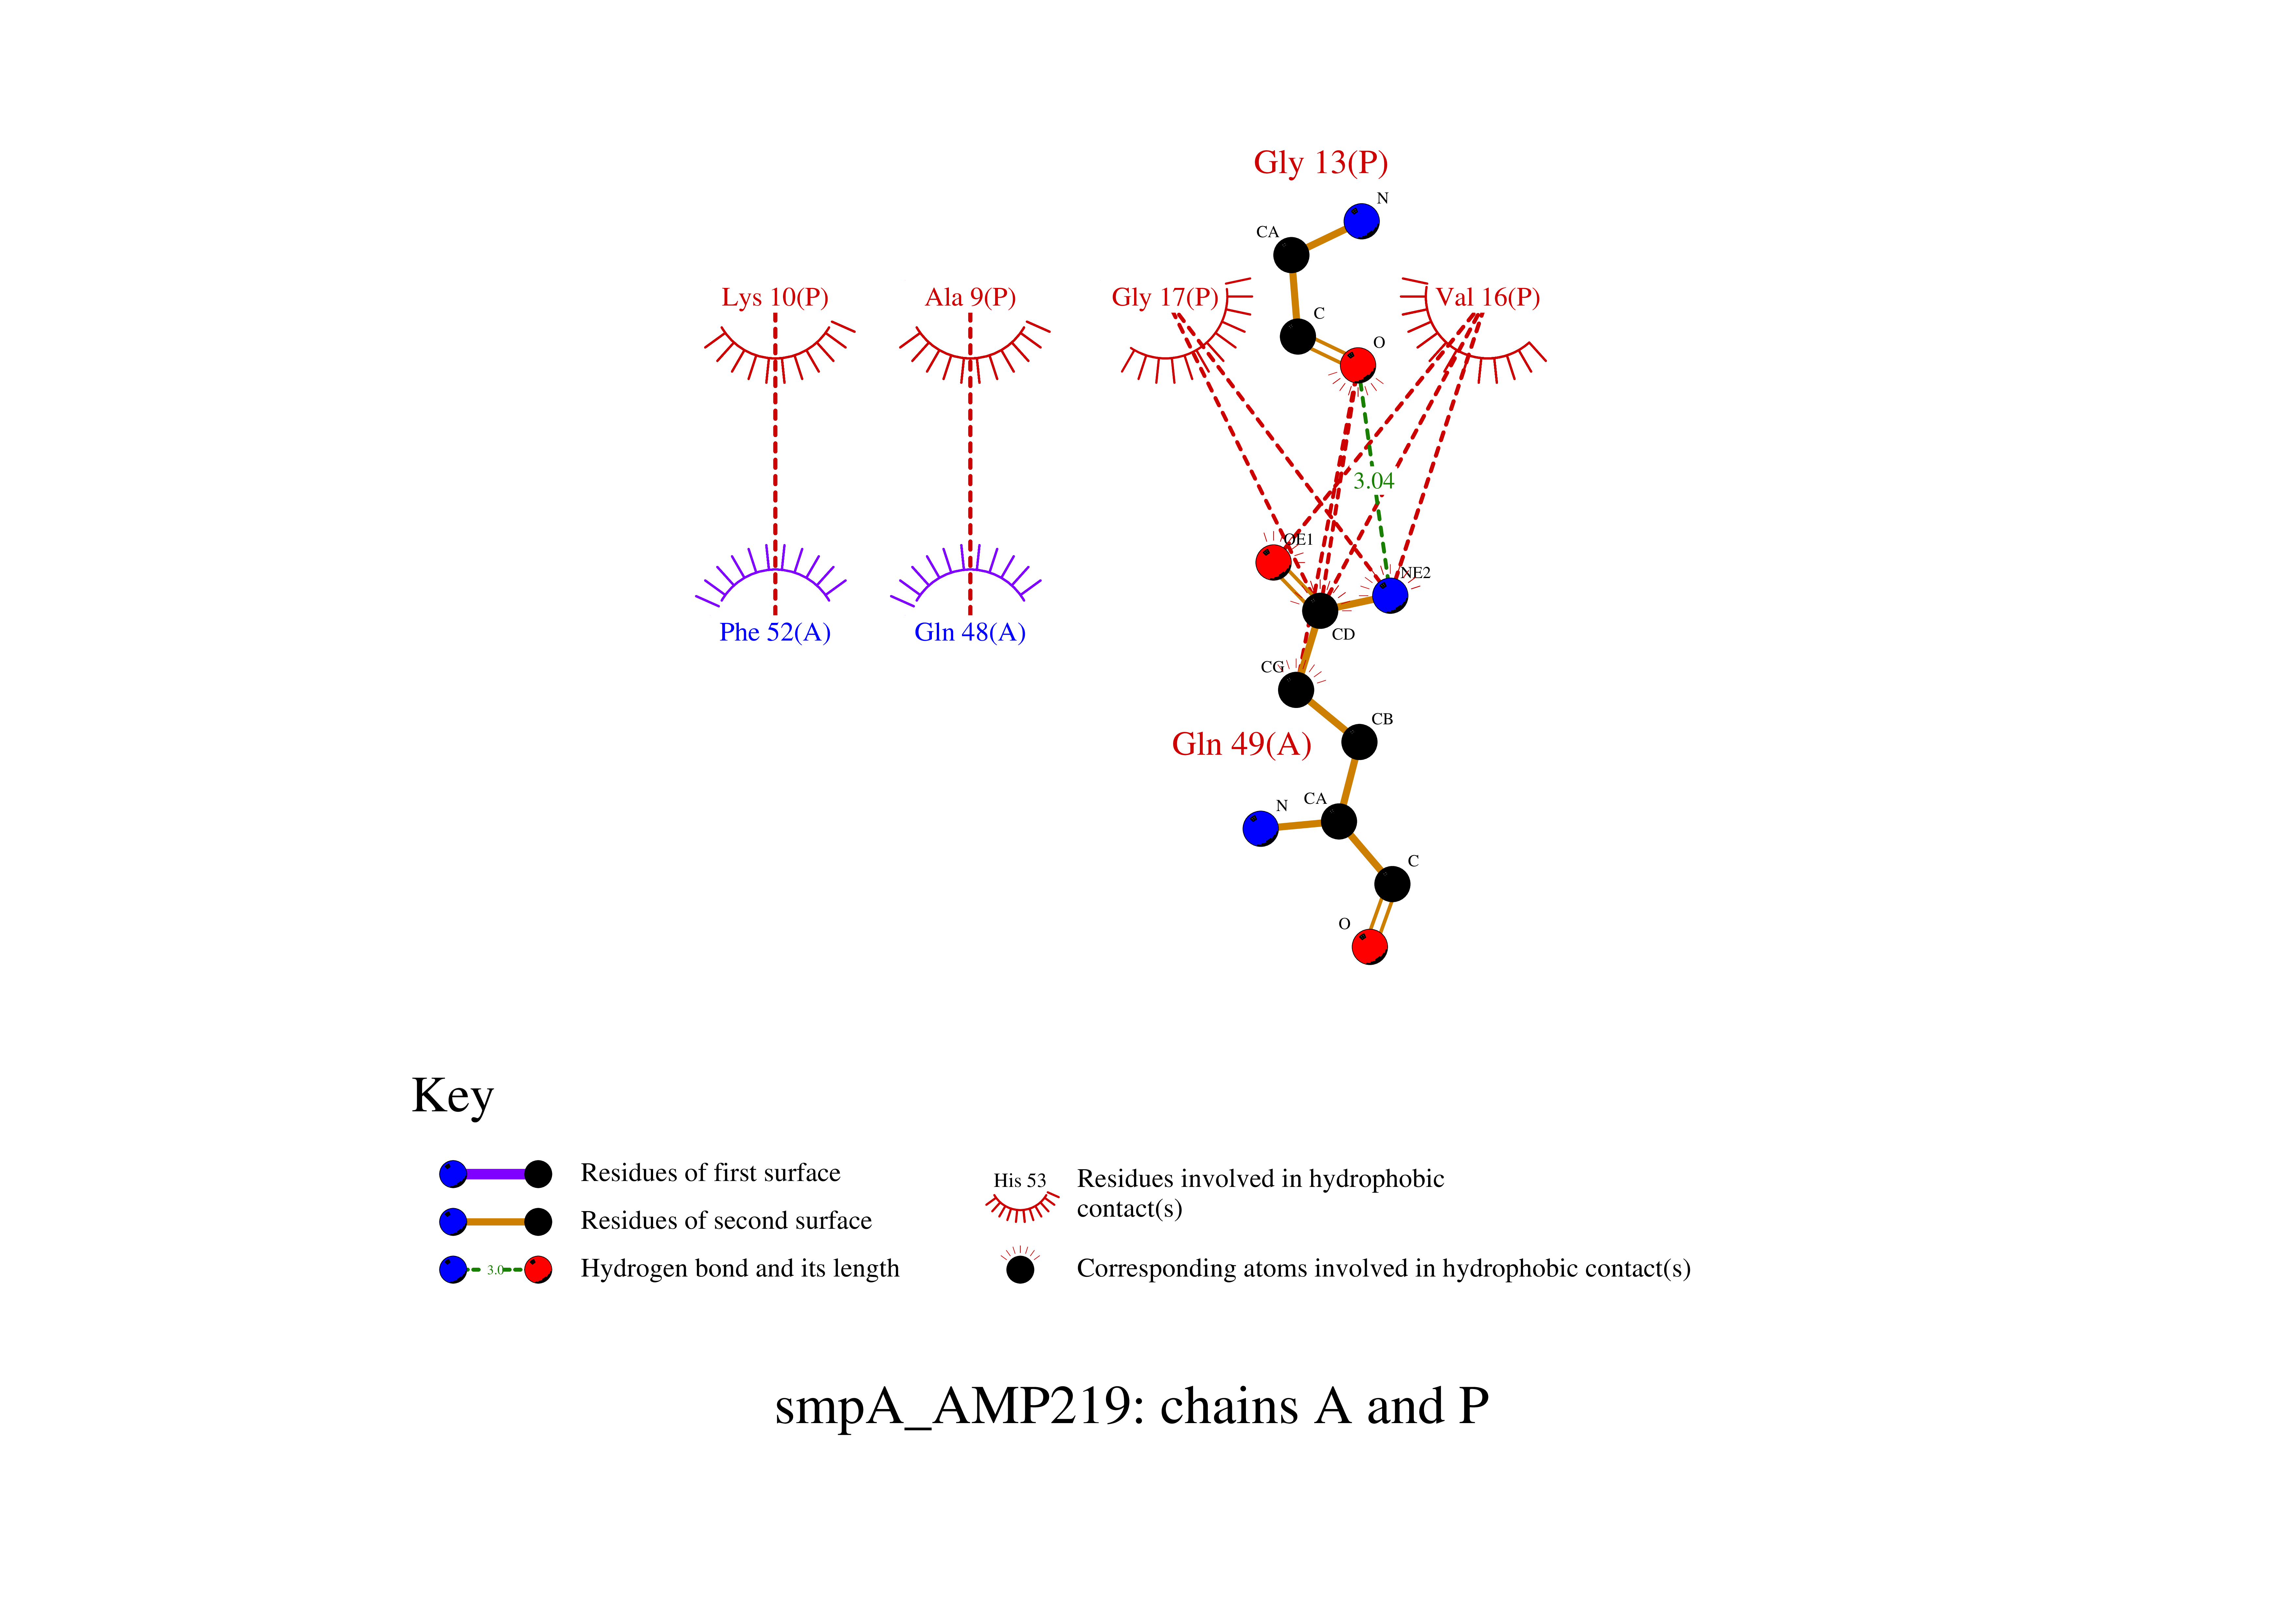 Gly 13(P)
N
CA
C
O
Lys 10(P)
Ala 9(P)
Gly 17(P)
Val 16(P)
3.04
OE1
NE2
CD
CG
Phe 52(A)
Gln 48(A)
CB
Gln 49(A)
CA
N
C
O
Key
Residues of first surface
Residues of second surface
3.0
Hydrogen bond and its length
His 53
Residues involved in hydrophobic
contact(s)
Corresponding atoms involved in hydrophobic contact(s)
smpA_AMP219: chains A and P